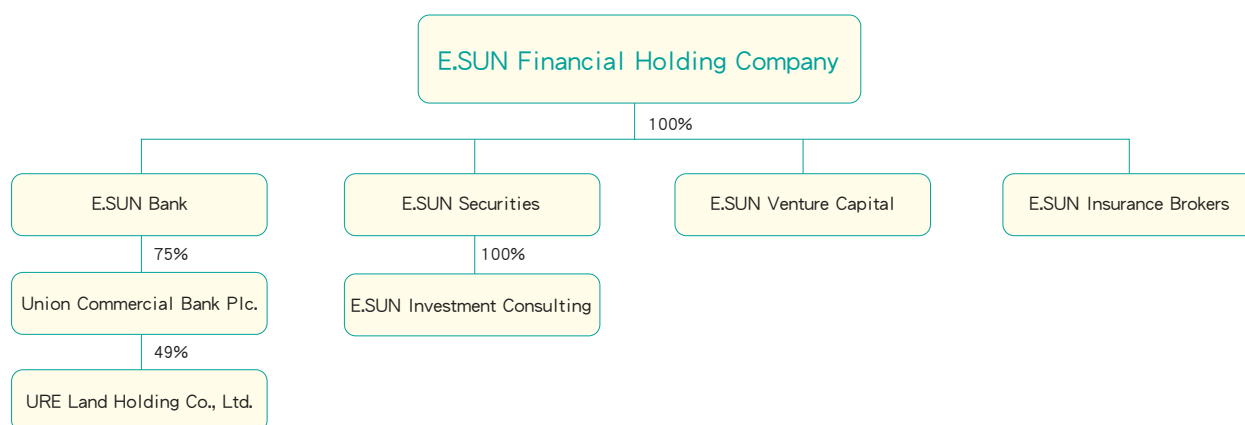 E.SUN Financial Holding Company
100%
E.SUN Bank
E.SUN Securities
E.SUN Venture Capital
E.SUN Insurance Brokers
75%
100%
Union Commercial Bank Plc.
E.SUN Investment Consulting
49%
URE Land Holding Co., Ltd.